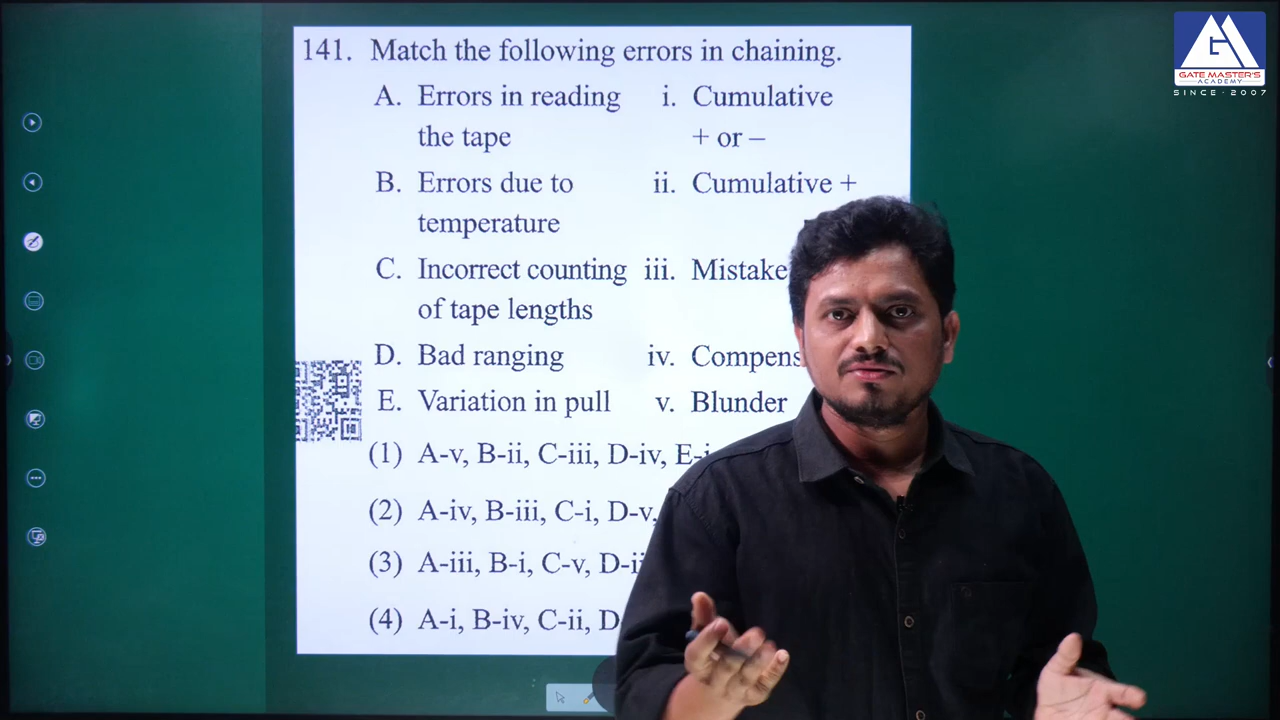 141. Match the following errors in chaining.
A. Errors in reading i. Cumulative
the tape + or –
B. Errors due to ii. Cumulative +
temperature
C. Incorrect counting iii. Mistake
of tape lengths
D. Bad ranging iv. Compens
E. Variation in pull v. Blunder
(1) A-v, B-ii, C-iii, D-iv, E-i
(2) A-iv, B-iii, C-i, D-v,
(3) A-iii, B-i, C-v, D-ii
(4) A-i, B-iv, C-ii, D
GATE MASTER'S
ACADEMY
SINCE-2007